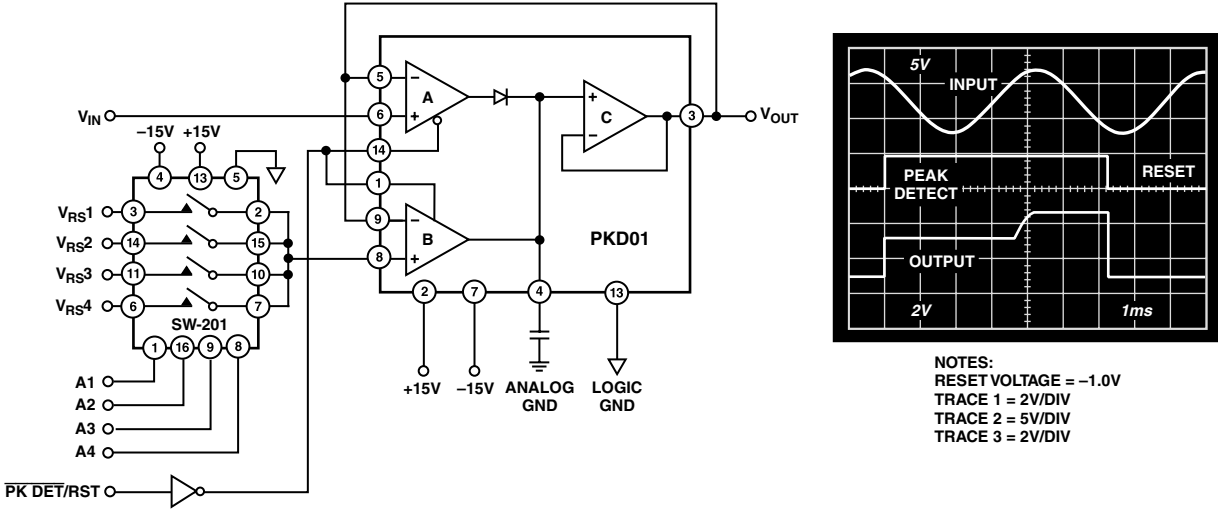 V_IN
–15V +15V
4 13 5
V_RS1 3 2
V_RS2 14 15
V_RS3 11 10
V_RS4 6 7
SW-201
1 16 9 8
A1
A2
A3
A4
PK DET/RST
5 – A
6 +
14
1
9 – B
8 +
+ C
–
3 V_OUT
PKD01
2 7 4 13
+15V –15V ANALOG GND LOGIC GND
5V
INPUT
PEAK DETECT
RESET
OUTPUT
2V 1ms
NOTES:
RESET VOLTAGE = –1.0V
TRACE 1 = 2V/DIV
TRACE 2 = 5V/DIV
TRACE 3 = 2V/DIV